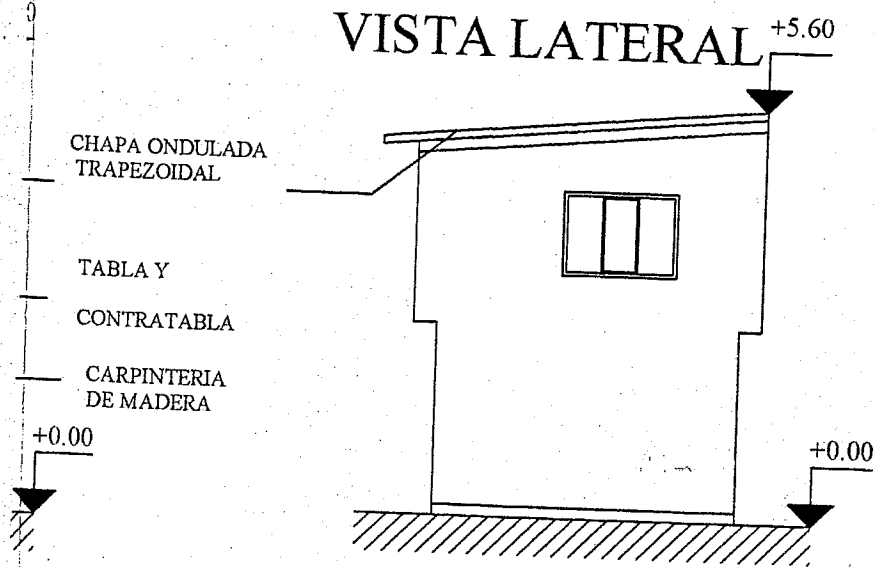 VISTA LATERAL
+5.60
CHAPA ONDULADA
TRAPEZOIDAL
TABLA Y
CONTRATABLA
CARPINTERIA
DE MADERA
+0.00
+0.00